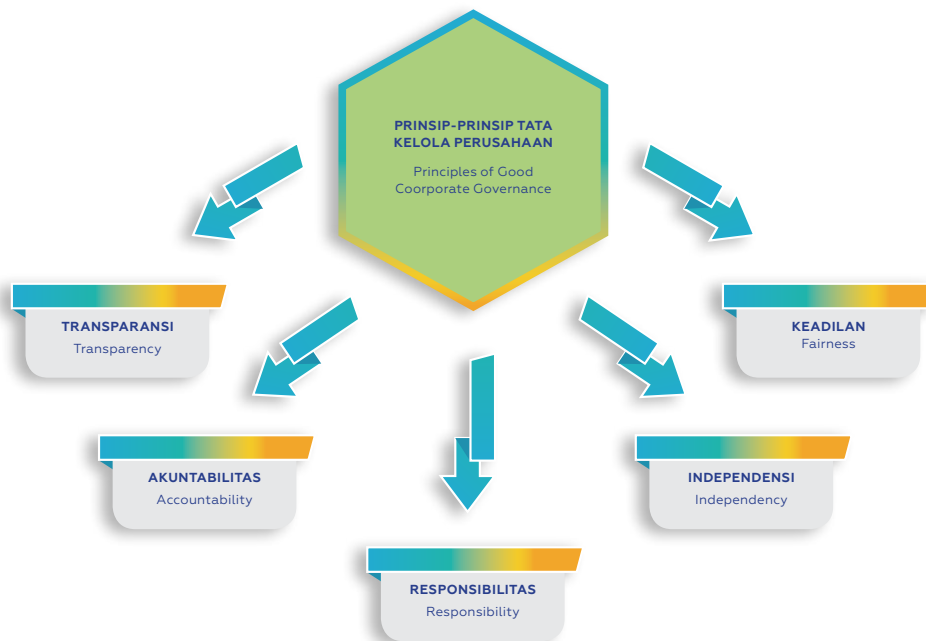 PRINSIP-PRINSIP TATA
KELOLA PERUSAHAAN
Principles of Good
Coorporate Governance
TRANSPARANSI
Transparency
KEADILAN
Fairness
AKUNTABILITAS
Accountability
INDEPENDENSI
Independency
RESPONSIBILITAS
Responsibility